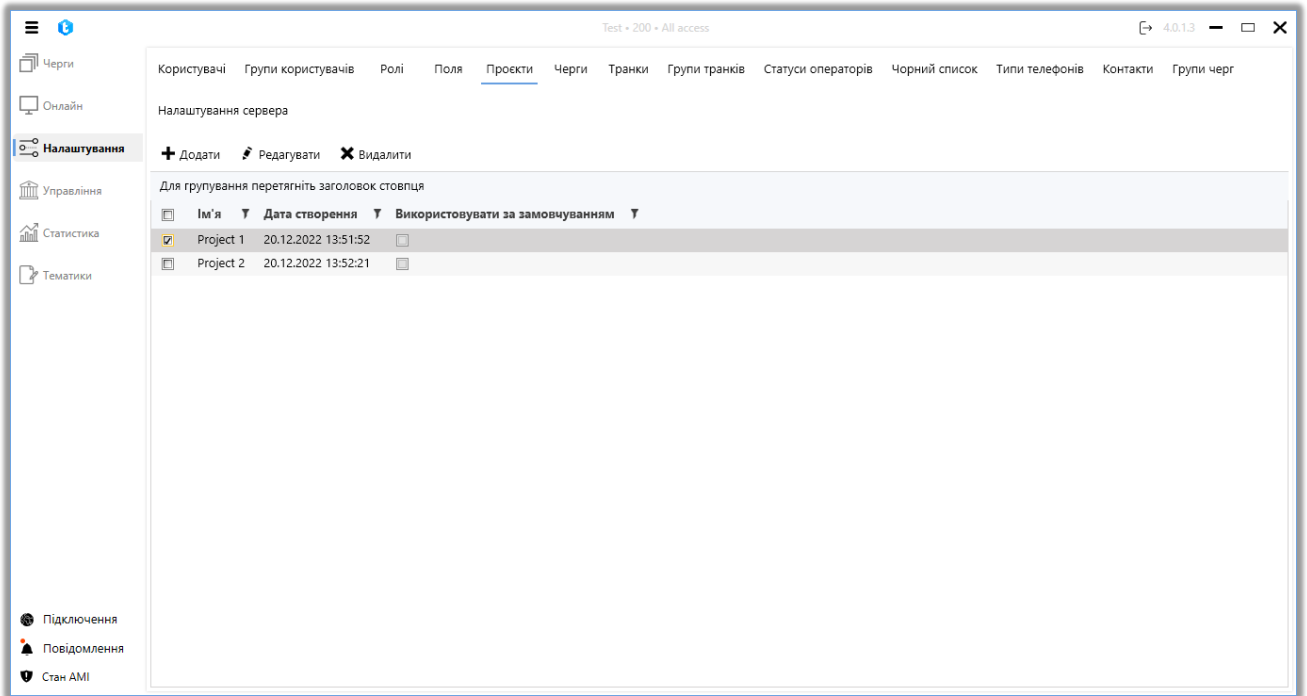 Test • 200 • All access
4.0.1.3
Черги
Онлайн
Налаштування
Управління
Статистика
Тематики
Підключення
Повідомлення
Стан AMI
Користувачі Групи користувачів Ролі Поля Проєкти Черги Транки Групи транків Статуси операторів Чорний список Типи телефонів Контакти Групи черг
Налаштування сервера
Додати Редагувати Видалити
Для групування перетягніть заголовок стовпця
Ім'я Дата створення Використовувати за замовчуванням
Project 1 20.12.2022 13:51:52
Project 2 20.12.2022 13:52:21